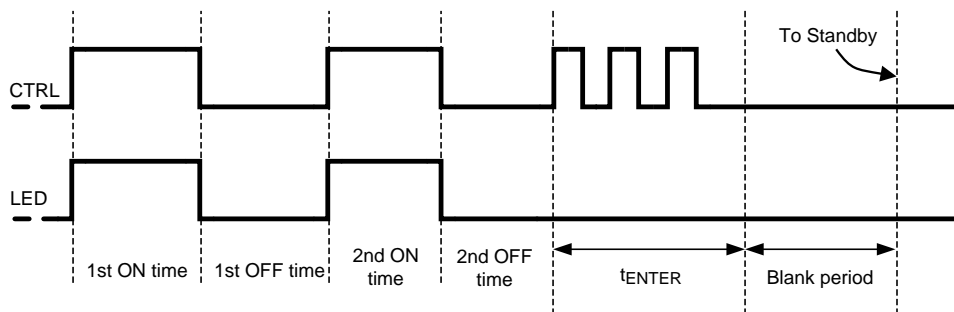 To Standby
CTRL
LED
1st ON time
1st OFF time
2nd ON
time
2nd OFF
time
tENTER
Blank period